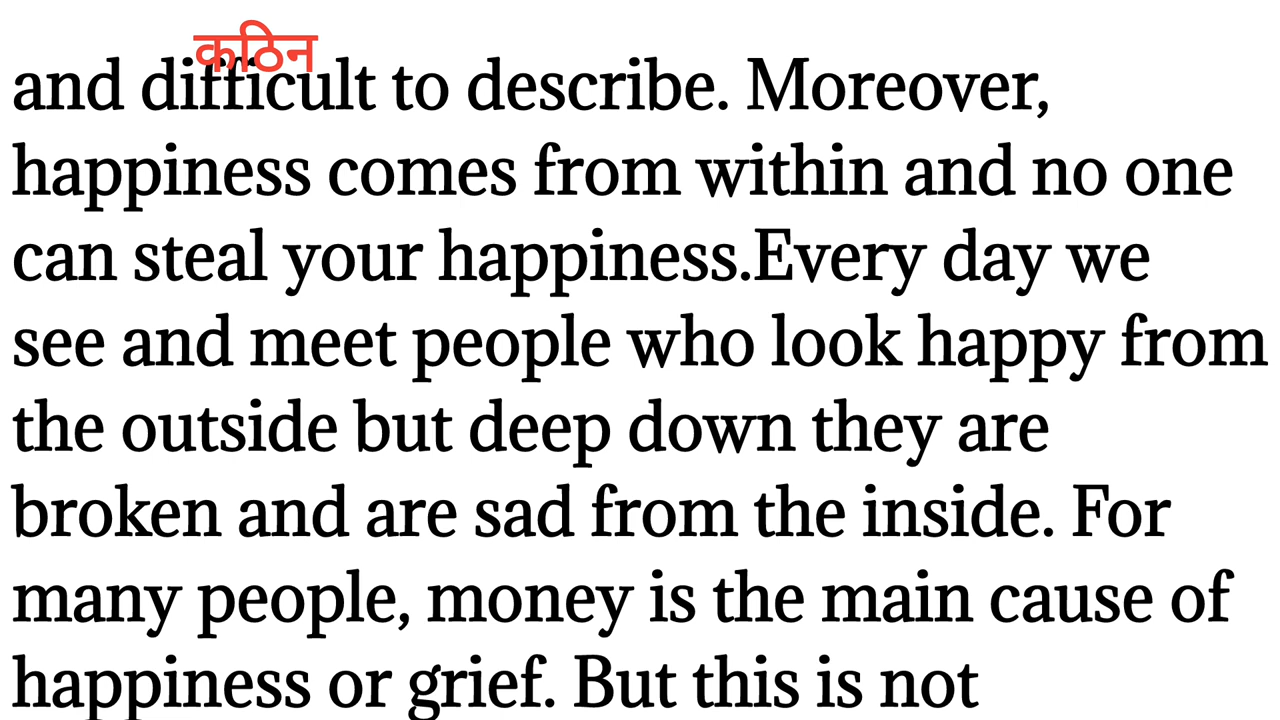 कठिन
and difficult to describe. Moreover,
happiness comes from within and no one
can steal your happiness.Every day we
see and meet people who look happy from
the outside but deep down they are
broken and are sad from the inside. For
many people, money is the main cause of
happiness or grief. But this is not